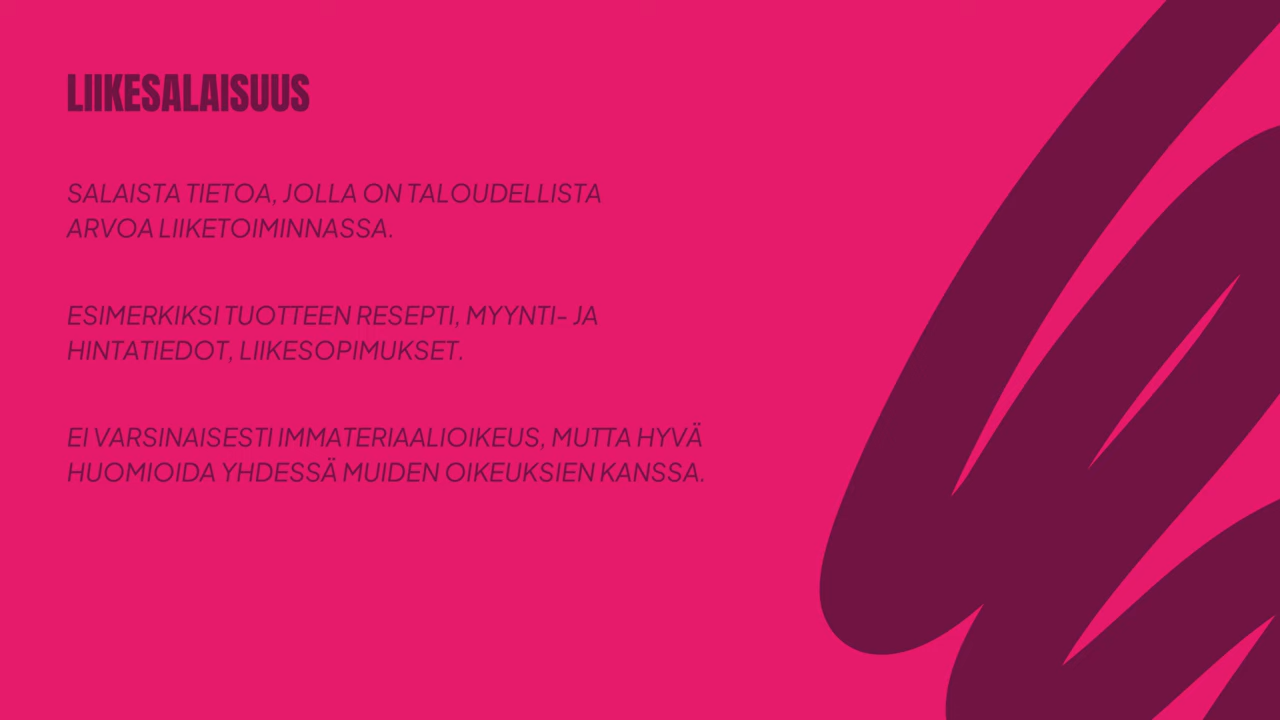 LIIKESALAISUUS
SALAISTA TIETOA, JOLLA ON TALOUDELLISTA
ARVOA LIIKETOIMINNASSA.
ESIMERKIKSI TUOTTEEN RESEPTI, MYYNTI- JA
HINTATIEDOT, LIIKESOPIMUKSET.
EI VARSINAISESTI IMMATERIAALIOIKEUS, MUTTA HYVÄ
HUOMIOIDA YHDESSÄ MUIDEN OIKEUKSIEN KANSSA.